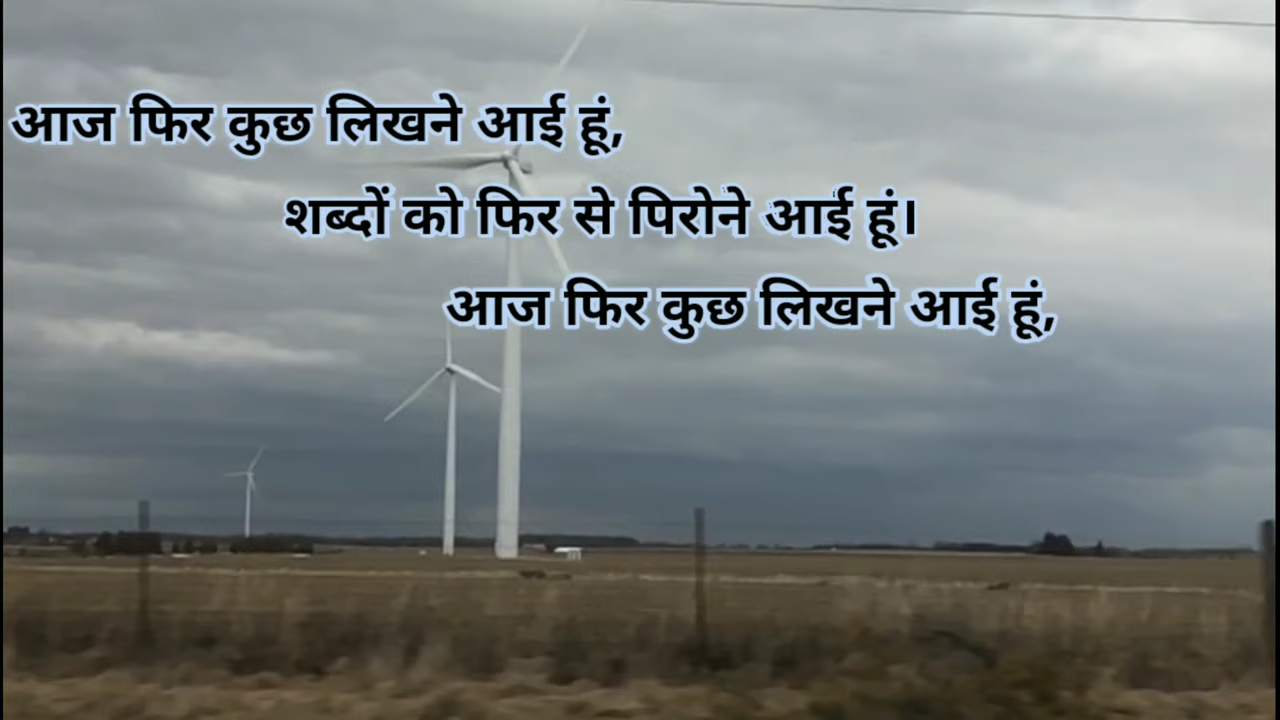 आज फिर कुछ लिखने आई हूं,
शब्दों को फिर से पिरोने आई हूं।
आज फिर कुछ लिखने आई हूं,